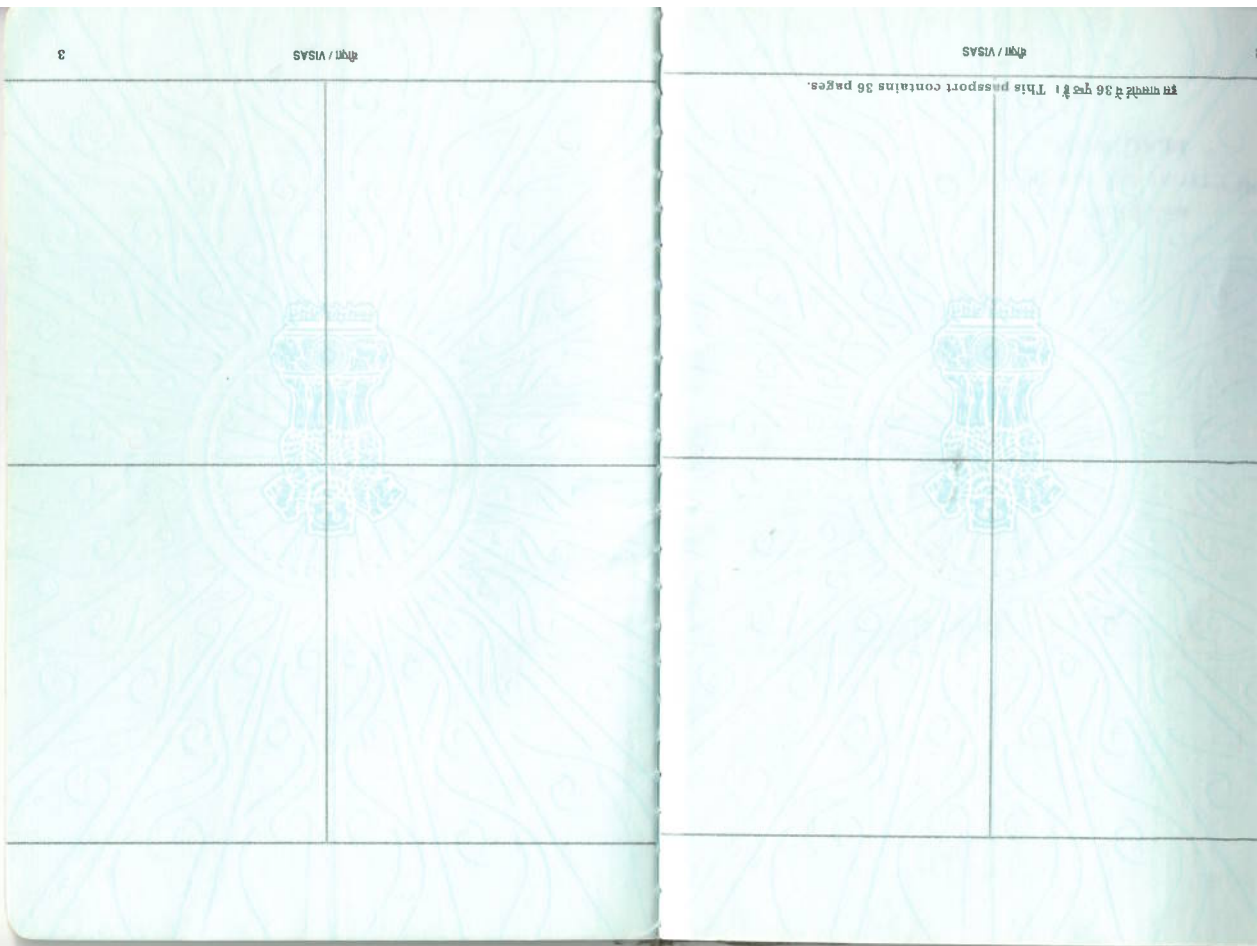 इस पासपोर्ट में 36 पृष्ठ हैं। This passport contains 36 pages.
वीज़ा / VISAS
वीज़ा / VISAS 3